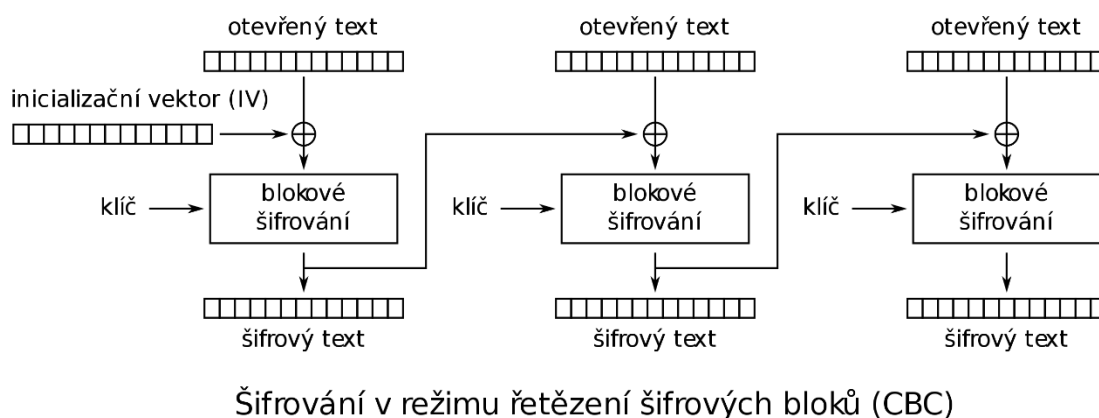 otevřený text
otevřený text
otevřený text
inicializační vektor (IV)
klíč
blokové
šifrování
klíč
blokové
šifrování
klíč
blokové
šifrování
šifrový text
šifrový text
šifrový text
Šifrování v režimu řetězení šifrových bloků (CBC)